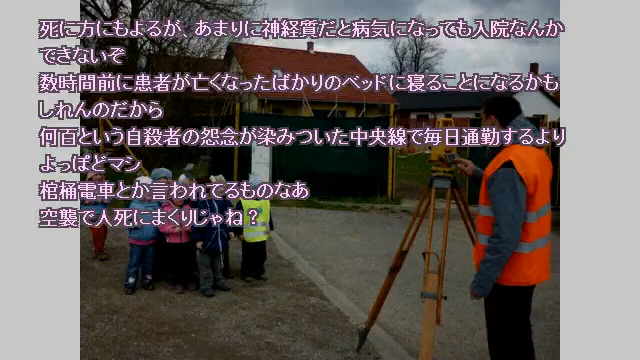 死に方にもよるが、あまりに神経質だと病気になっても入院なんか
できないぞ
数時間前に患者が亡くなったばかりのベッドに寝ることになるかも
しれんのだから
何百という自殺者の怨念が染みついた中央線で毎日通勤するより
よっぽどマシ
棺桶電車とか言われてるものなあ
空襲で人死にまくりじゃね？